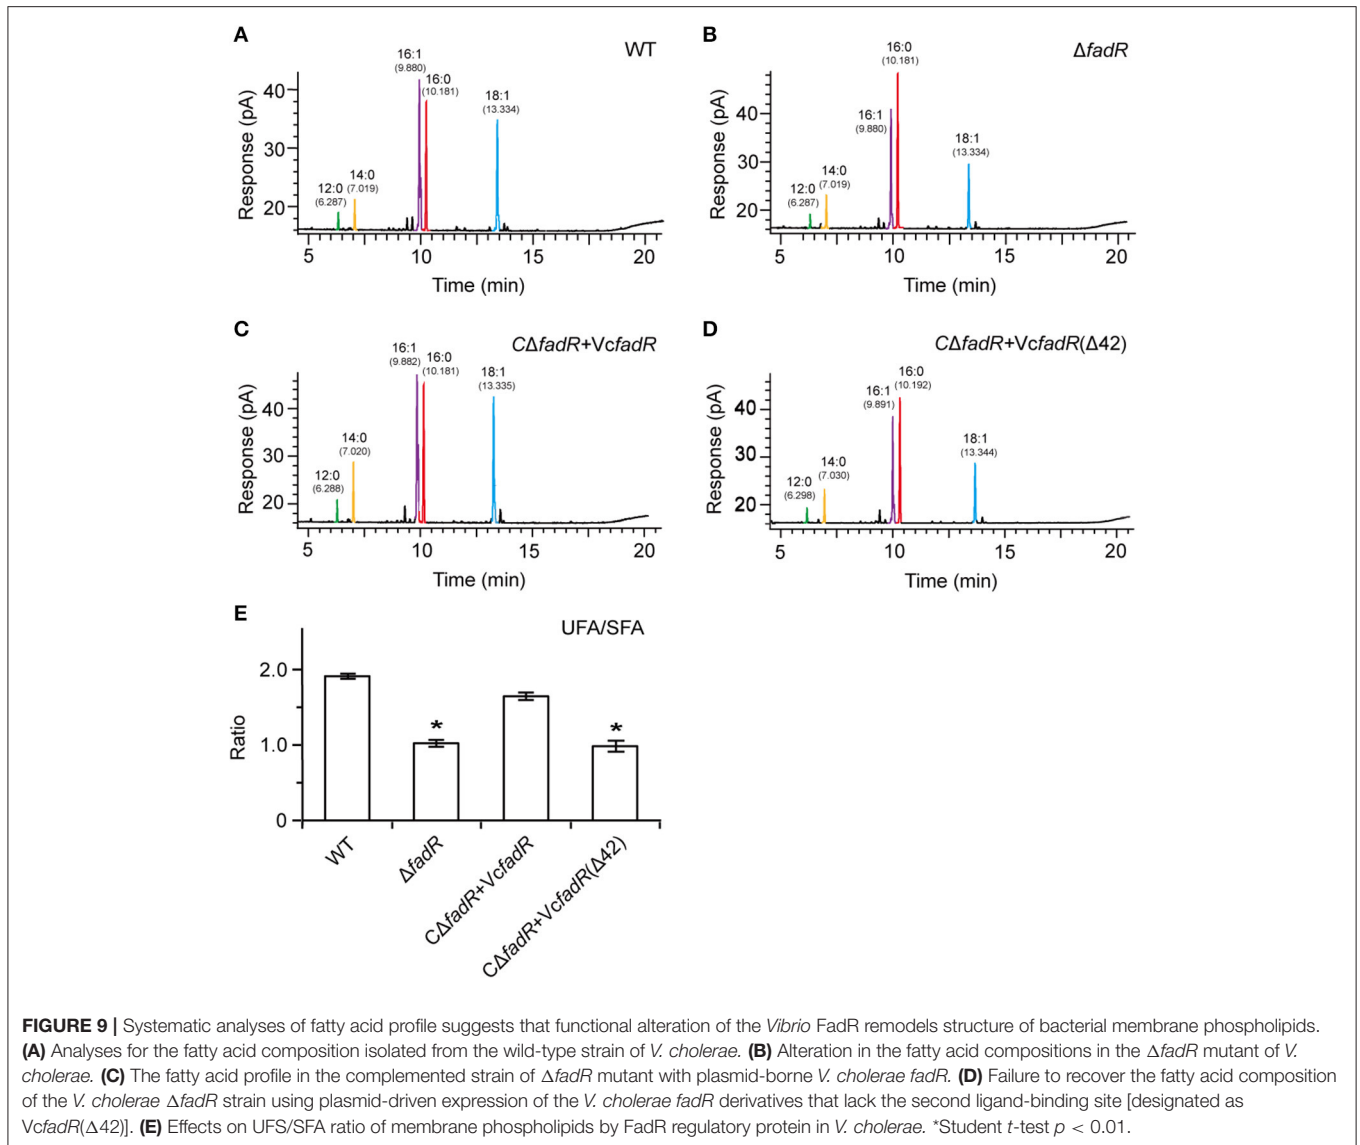 A
WT
16:1
(9.880)
16:0
(10.181)
18:1
(13.334)
14:0
(7.019)
12:0
(6.287)
Response (pA)
40
30
20
5
10
15
20
Time (min)
B
ΔfadR
16:0
(10.181)
16:1
(9.880)
18:1
(13.334)
14:0
(7.019)
12:0
(6.287)
Response (pA)
40
30
20
5
10
15
20
Time (min)
C
CΔfadR+VcfadR
16:1
(9.882)
16:0
(10.181)
18:1
(13.335)
14:0
(7.020)
12:0
(6.288)
Response (pA)
40
30
20
5
10
15
20
Time (min)
D
CΔfadR+VcfadR(Δ42)
16:0
(10.192)
16:1
(9.891)
18:1
(13.344)
14:0
(7.030)
12:0
(6.298)
Response (pA)
40
30
20
5
10
15
20
Time (min)
E
UFA/SFA
Ratio
2.0
1.0
0
*
*
WT
ΔfadR
CΔfadR+VcfadR
CΔfadR+VcfadR(Δ42)
FIGURE 9 | Systematic analyses of fatty acid profile suggests that functional alteration of the Vibrio FadR remodels structure of bacterial membrane phospholipids.
(A) Analyses for the fatty acid composition isolated from the wild-type strain of V. cholerae. (B) Alteration in the fatty acid compositions in the ΔfadR mutant of V.
cholerae. (C) The fatty acid profile in the complemented strain of ΔfadR mutant with plasmid-borne V. cholerae fadR. (D) Failure to recover the fatty acid composition
of the V. cholerae ΔfadR strain using plasmid-driven expression of the V. cholerae fadR derivatives that lack the second ligand-binding site [designated as
VcfadR(Δ42)]. (E) Effects on UFS/SFA ratio of membrane phospholipids by FadR regulatory protein in V. cholerae. *Student t-test p < 0.01.